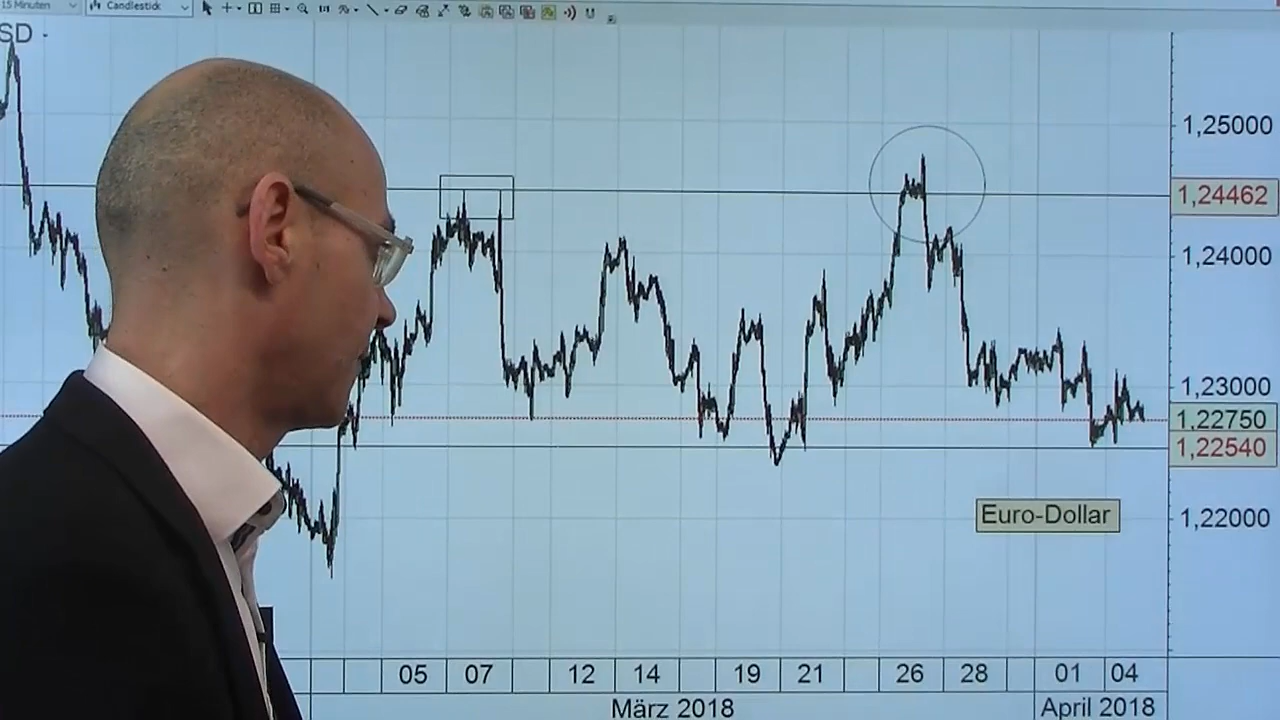 15 Minuten
Candlestick
SD
1,25000
1,24462
1,24000
1,23000
1,22750
1,22540
Euro-Dollar
1,22000
05 07 12 14 19 21 26 28 01 04
März 2018 April 2018